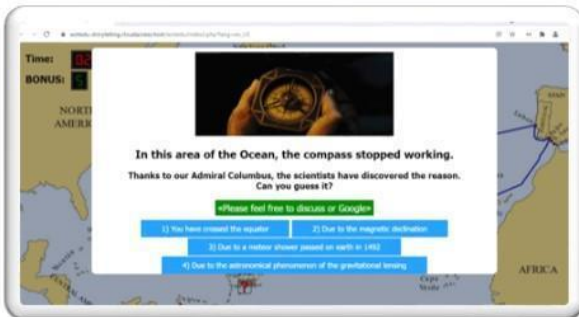 Time:
BONUS:
NORTH
AMERI
In this area of the Ocean, the compass stopped working.
Thanks to our Admiral Columbus, the scientists have discovered the reason.
Can you guess it?
«Please feel free to discuss or Google»
1) You have crossed the equator
2) Due to the magnetic declination
3) Due to a meteor shower passed on earth in 1492
4) Due to the astronomical phenomenon of the gravitational lensing
AFRICA